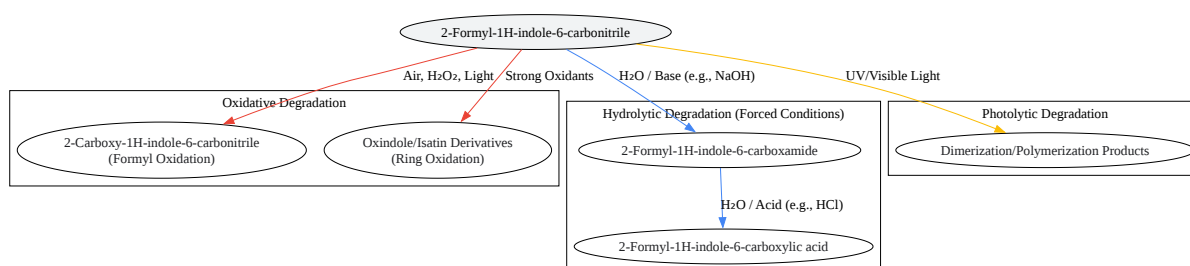 2-Formyl-1H-indole-6-carbonitrile
Air, H₂O₂, Light
Strong Oxidants
H₂O / Base (e.g., NaOH)
UV/Visible Light
Oxidative Degradation
2-Carboxy-1H-indole-6-carbonitrile
(Formyl Oxidation)
Oxindole/Isatin Derivatives
(Ring Oxidation)
Hydrolytic Degradation (Forced Conditions)
2-Formyl-1H-indole-6-carboxamide
H₂O / Acid (e.g., HCl)
2-Formyl-1H-indole-6-carboxylic acid
Photolytic Degradation
Dimerization/Polymerization Products